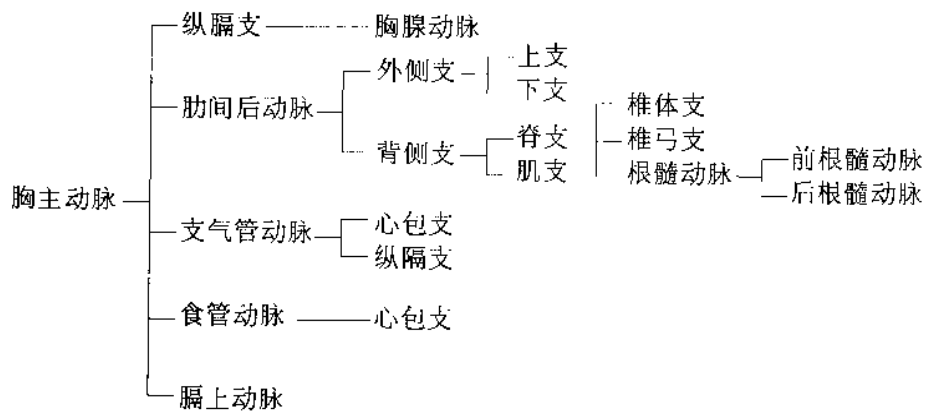 纵膈支
胸腺动脉
外侧支
上支
下支
肋间后动脉
椎体支
背侧支
脊支
椎弓支
前根髓动脉
肌支
根髓动脉
后根髓动脉
胸主动脉
支气管动脉
心包支
纵隔支
食管动脉
心包支
膈上动脉